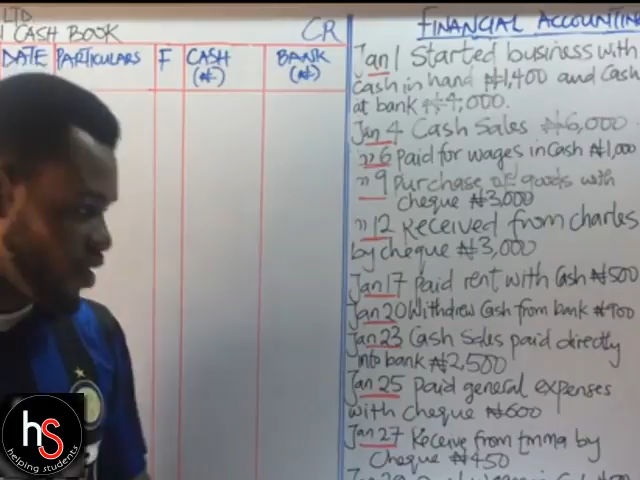 LTD
CASH BOOK
CR
DATE PARTICULARS F CASH (₦) BANK (₦)
FINANCIAL ACCOUNTING
Jan 1 Started business with
Cash in hand ₦1,400 and Cash
at bank ₦4,000.
Jan 4 Cash Sales ₦6,000
" 6 Paid for wages in Cash ₦1,000
" 9 Purchase of goods with
cheque ₦3,000
" 12 Received from charles
by cheque ₦3,000
Jan 17 Paid rent with Cash ₦500
Jan 20 Withdrew Cash from bank ₦900
Jan 23 Cash Sales paid directly
into bank ₦2,500
Jan 25 Paid general expenses
with cheque ₦600
Jan 27 Receive from Emma by
Cheque ₦450
hs
helping students